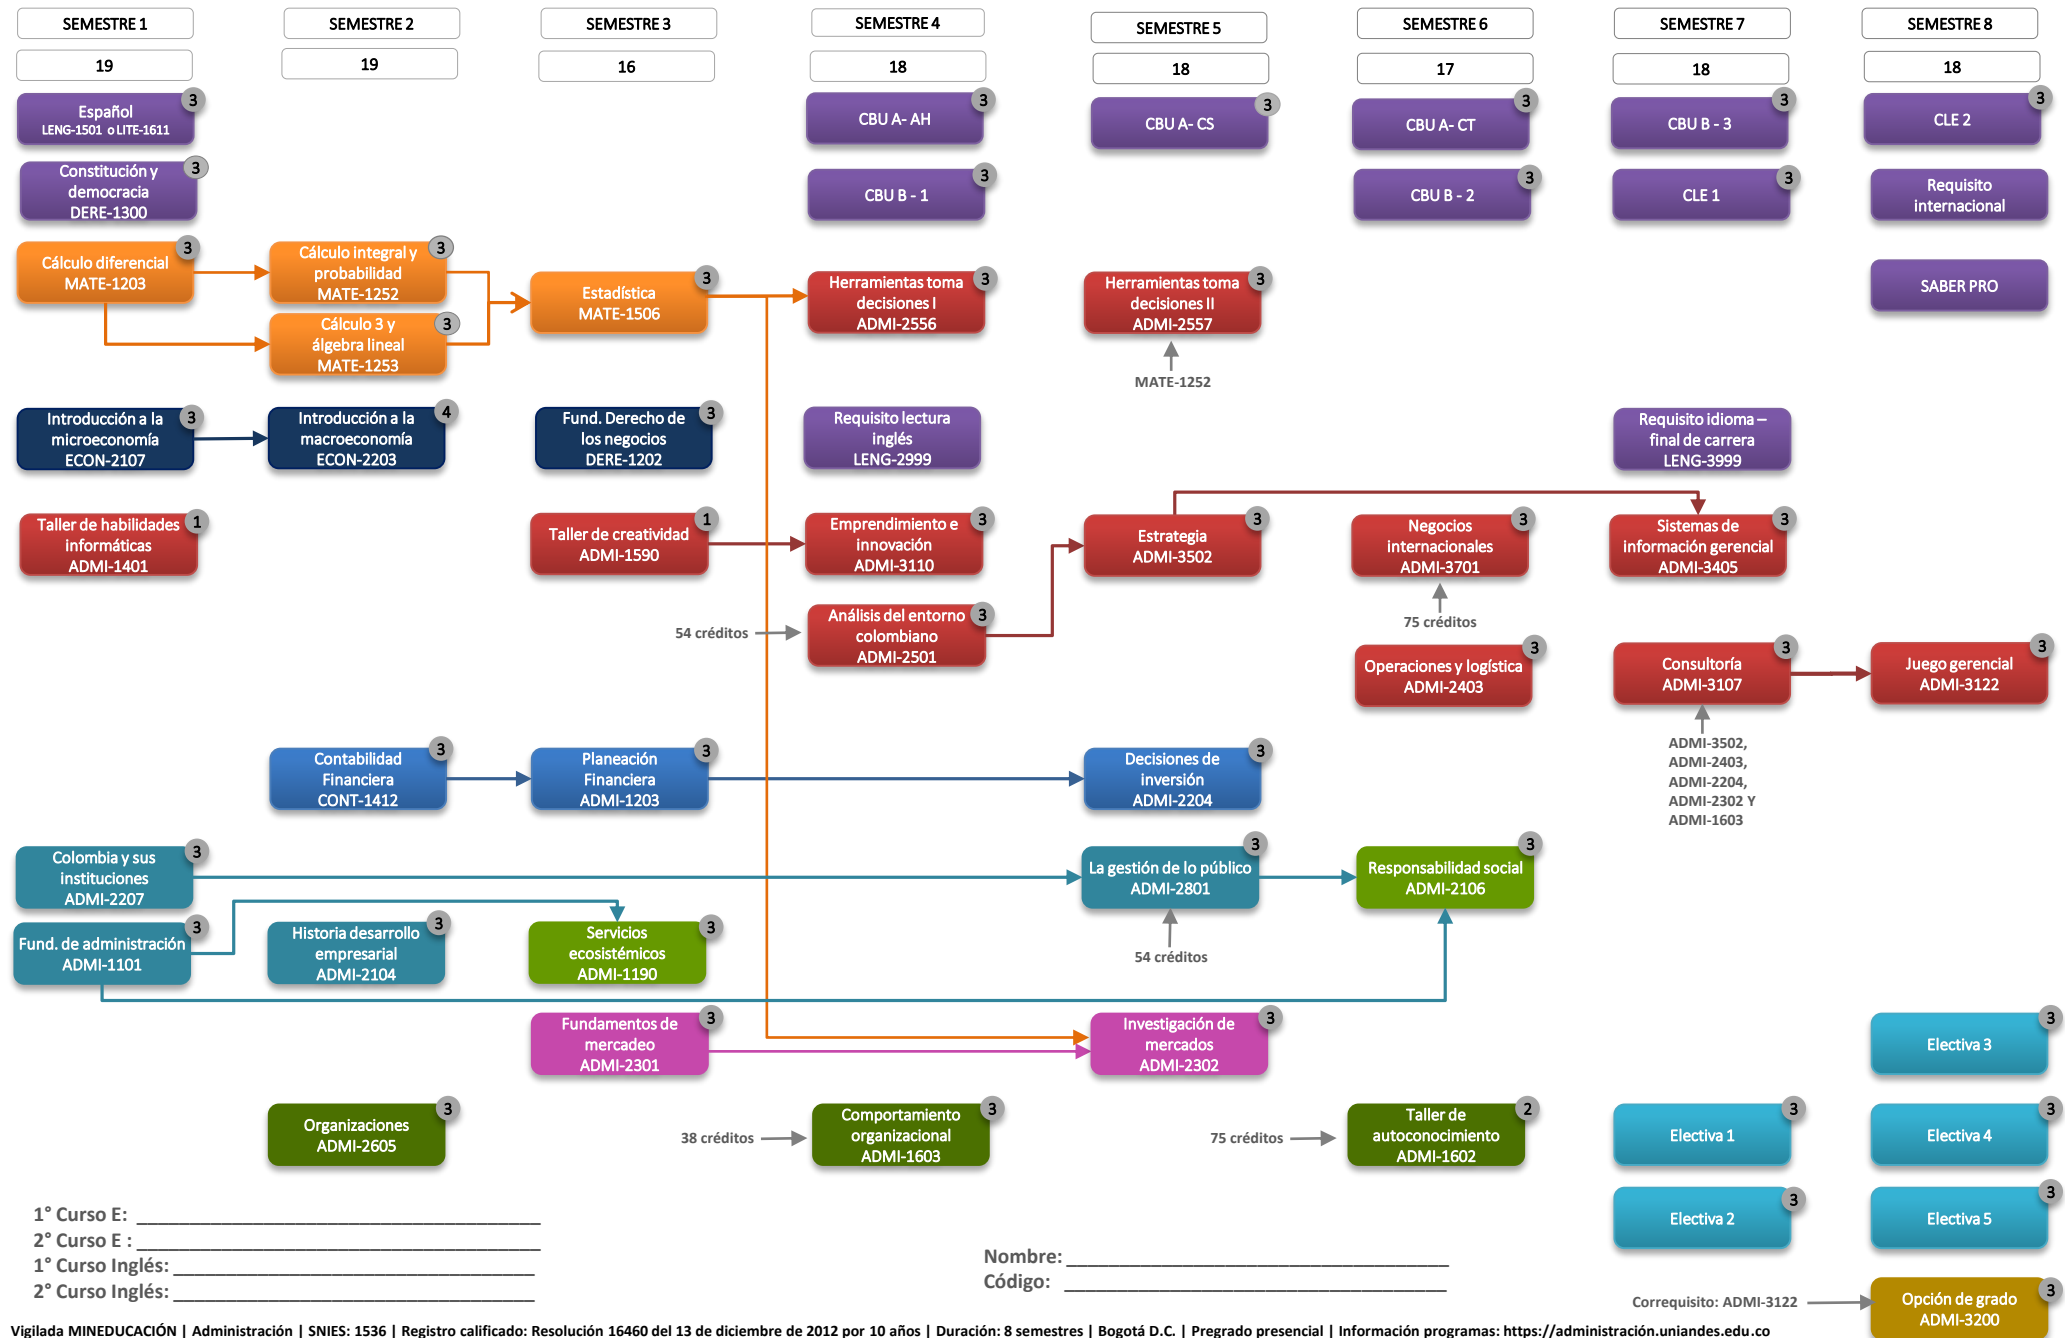 SEMESTRE 1
SEMESTRE 2
SEMESTRE 3
SEMESTRE 4
SEMESTRE 5
SEMESTRE 6
SEMESTRE 7
SEMESTRE 8
19
19
16
18
18
17
18
18
Español
LENG-1501 o LITE-1611
3
CBU A- AH
3
CBU A- CS
3
CBU A- CT
3
CBU B - 3
3
CLE 2
3
Constitución y
democracia
DERE-1300
3
CBU B - 1
3
CBU B - 2
3
CLE 1
3
Requisito
internacional
Cálculo diferencial
MATE-1203
3
Cálculo integral y
probabilidad
MATE-1252
3
Cálculo 3 y
álgebra lineal
MATE-1253
3
Estadística
MATE-1506
3
Herramientas toma
decisiones I
ADMI-2556
3
Herramientas toma
decisiones II
ADMI-2557
3
MATE-1252
SABER PRO
Introducción a la
microeconomía
ECON-2107
3
Introducción a la
macroeconomía
ECON-2203
4
Fund. Derecho de
los negocios
DERE-1202
3
Requisito lectura
inglés
LENG-2999
Requisito idioma –
final de carrera
LENG-3999
Taller de habilidades
informáticas
ADMI-1401
1
Taller de creatividad
ADMI-1590
1
Emprendimiento e
innovación
ADMI-3110
3
Estrategia
ADMI-3502
3
Negocios
internacionales
ADMI-3701
3
75 créditos
Sistemas de
información gerencial
ADMI-3405
3
54 créditos
Análisis del entorno
colombiano
ADMI-2501
3
Operaciones y logística
ADMI-2403
3
Consultoría
ADMI-3107
3
ADMI-3502,
ADMI-2403,
ADMI-2204,
ADMI-2302 Y
ADMI-1603
Juego gerencial
ADMI-3122
3
Contabilidad
Financiera
CONT-1412
3
Planeación
Financiera
ADMI-1203
3
Decisiones de
inversión
ADMI-2204
3
Colombia y sus
instituciones
ADMI-2207
3
La gestión de lo público
ADMI-2801
3
54 créditos
Responsabilidad social
ADMI-2106
3
Fund. de administración
ADMI-1101
3
Historia desarrollo
empresarial
ADMI-2104
3
Servicios
ecosistémicos
ADMI-1190
3
Fundamentos de
mercadeo
ADMI-2301
3
Investigación de
mercados
ADMI-2302
3
Electiva 3
3
Organizaciones
ADMI-2605
3
38 créditos
Comportamiento
organizacional
ADMI-1603
3
75 créditos
Taller de
autoconocimiento
ADMI-1602
2
Electiva 1
3
Electiva 4
3
Electiva 2
3
Electiva 5
3
1° Curso E: ____________________
2° Curso E : ____________________
1° Curso Inglés: ____________________
2° Curso Inglés: ____________________
Nombre: ____________________
Código: ____________________
Correquisito: ADMI-3122
Opción de grado
ADMI-3200
3
Vigilada MINEDUCACIÓN | Administración | SNIES: 1536 | Registro calificado: Resolución 16460 del 13 de diciembre de 2012 por 10 años | Duración: 8 semestres | Bogotá D.C. | Pregrado presencial | Información programas: https://administración.uniandes.edu.co